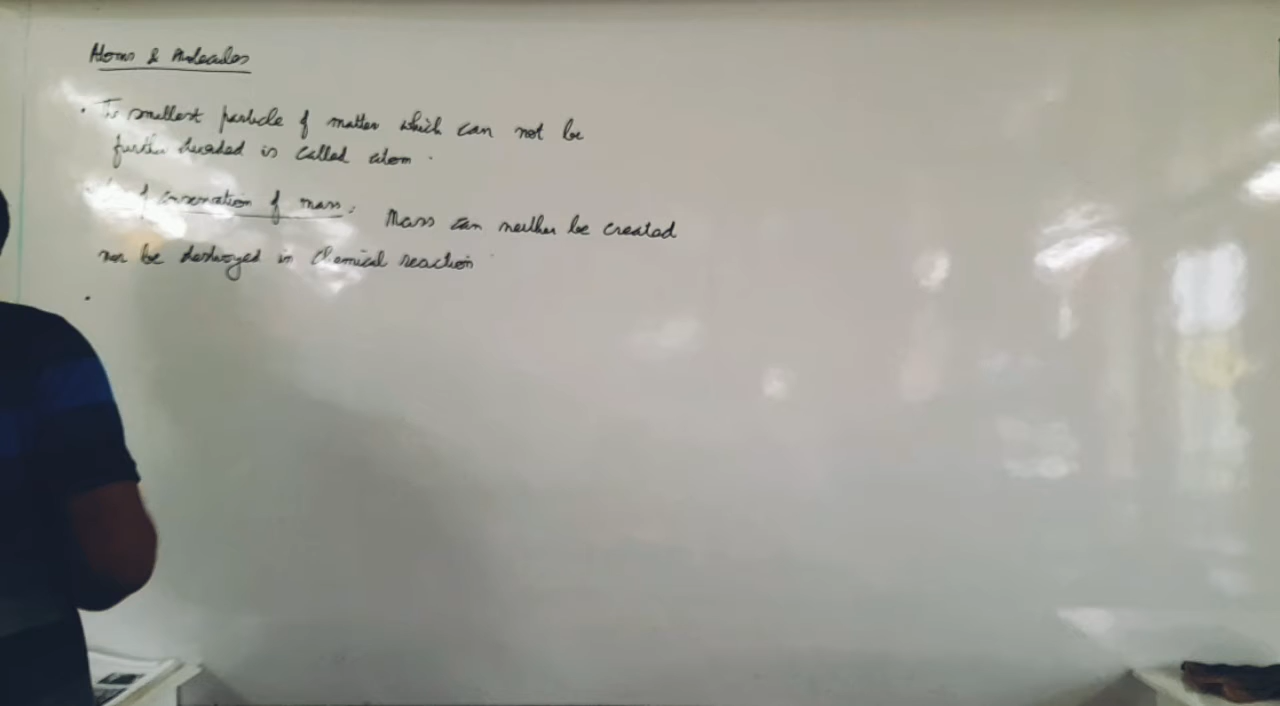 Atoms & Molecules
• The smallest particle of matter which can not be
further divided is called atom.
of conservation of mass: Mass can neither be created
nor be destroyed in chemical reaction
•